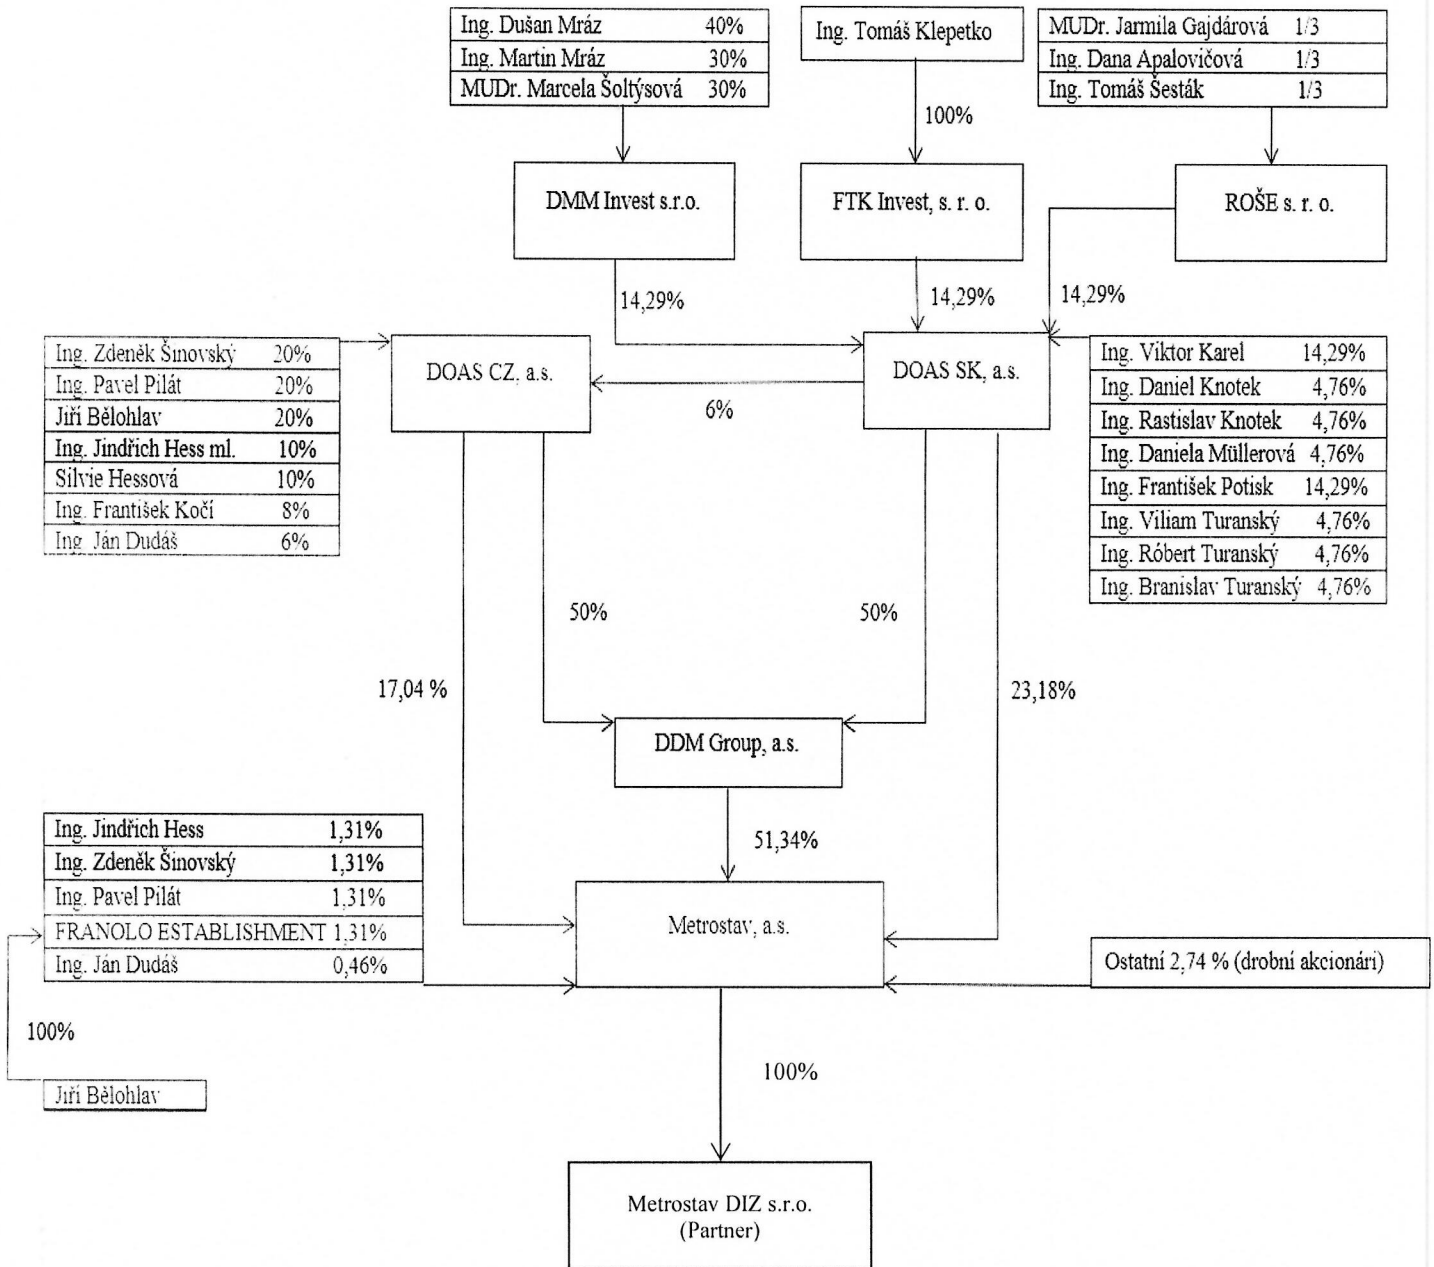 Ing. Dušan Mráz 40%
Ing. Martin Mráz 30%
MUDr. Marcela Šoltýsová 30%
Ing. Tomáš Klepetko
MUDr. Jarmila Gajdárová 1/3
Ing. Dana Apalovičová 1/3
Ing. Tomáš Šesták 1/3
100%
DMM Invest s.r.o.
FTK Invest, s. r. o.
ROŠE s. r. o.
14,29%
14,29%
14,29%
Ing. Zdeněk Šinovský 20%
Ing. Pavel Pilát 20%
Jiří Bělohlav 20%
Ing. Jindřich Hess ml. 10%
Silvie Hessová 10%
Ing. František Kočí 8%
Ing. Ján Dudáš 6%
DOAS CZ, a.s.
6%
DOAS SK, a.s.
Ing. Viktor Karel 14,29%
Ing. Daniel Knotek 4,76%
Ing. Rastislav Knotek 4,76%
Ing. Daniela Müllerová 4,76%
Ing. František Potisk 14,29%
Ing. Viliam Turanský 4,76%
Ing. Róbert Turanský 4,76%
Ing. Branislav Turanský 4,76%
50%
50%
17,04 %
23,18%
DDM Group, a.s.
51,34%
Ing. Jindřich Hess 1,31%
Ing. Zdeněk Šinovský 1,31%
Ing. Pavel Pilát 1,31%
FRANOLO ESTABLISHMENT 1,31%
Ing. Ján Dudáš 0,46%
Metrostav, a.s.
Ostatní 2,74 % (drobní akcionári)
100%
Jiří Bělohlav
100%
Metrostav DIZ s.r.o.
(Partner)